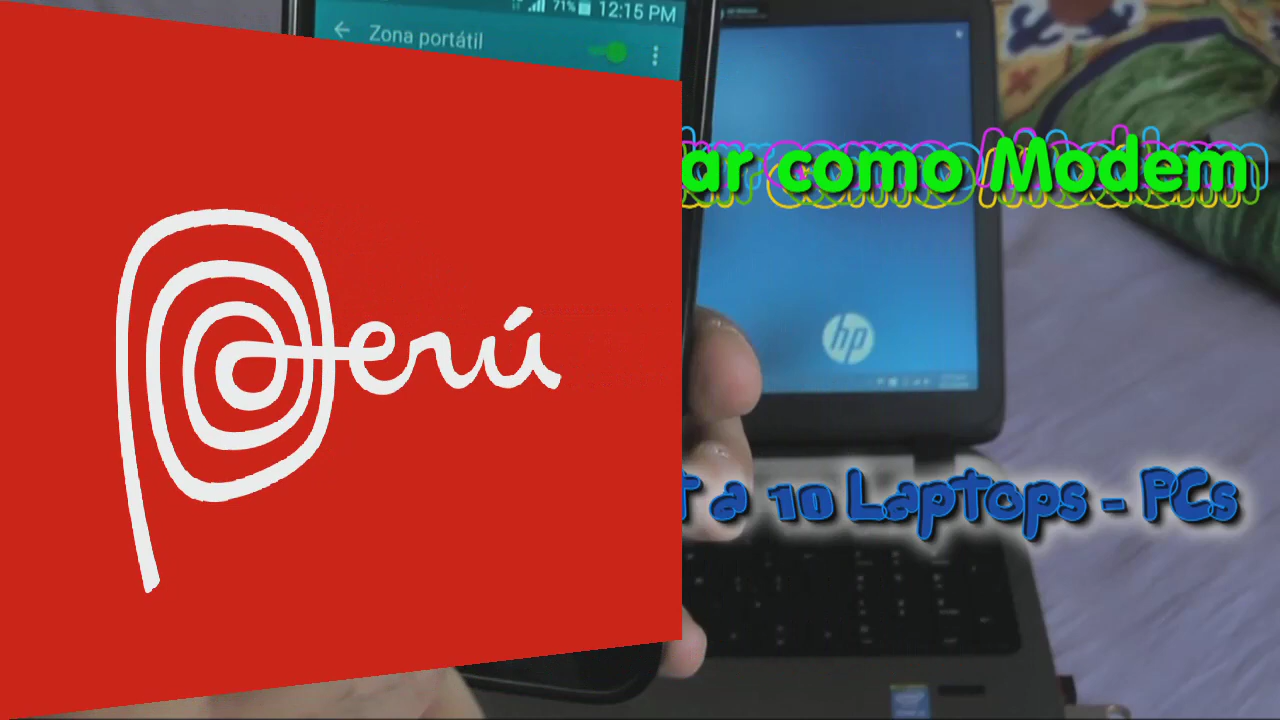 71% 12:15 PM
Zona portátil
ar como Modem
Perú
hp
a 10 Laptops - PCs